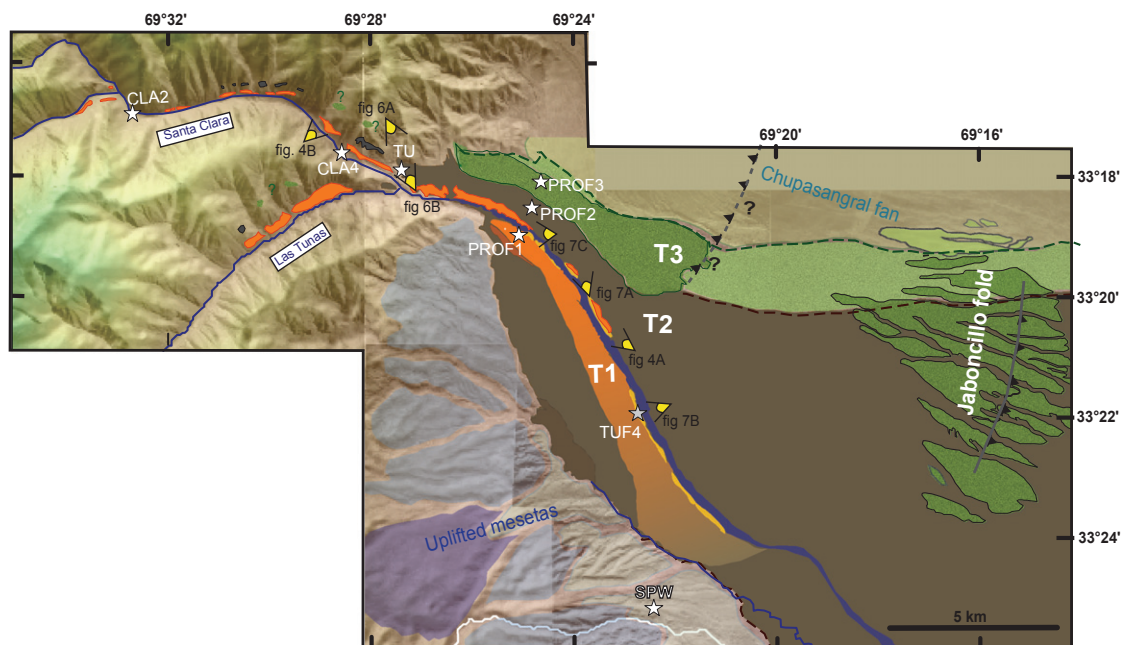 69°32'
69°28'
69°24'
CLA2
Santa Clara
?
fig 6A
?
fig. 4B
CLA4
TU
69°20'
69°16'
33°18'
?
fig 6B
PROF3
PROF2
PROF1
fig 7C
Chupasangral fan
?
?
Las Tunas
T3
fig 7A
T2
33°20'
fig 4A
T1
Jaboncillo fold
fig 7B
TUF4
33°22'
Uplifted mesetas
33°24'
SPW
5 km